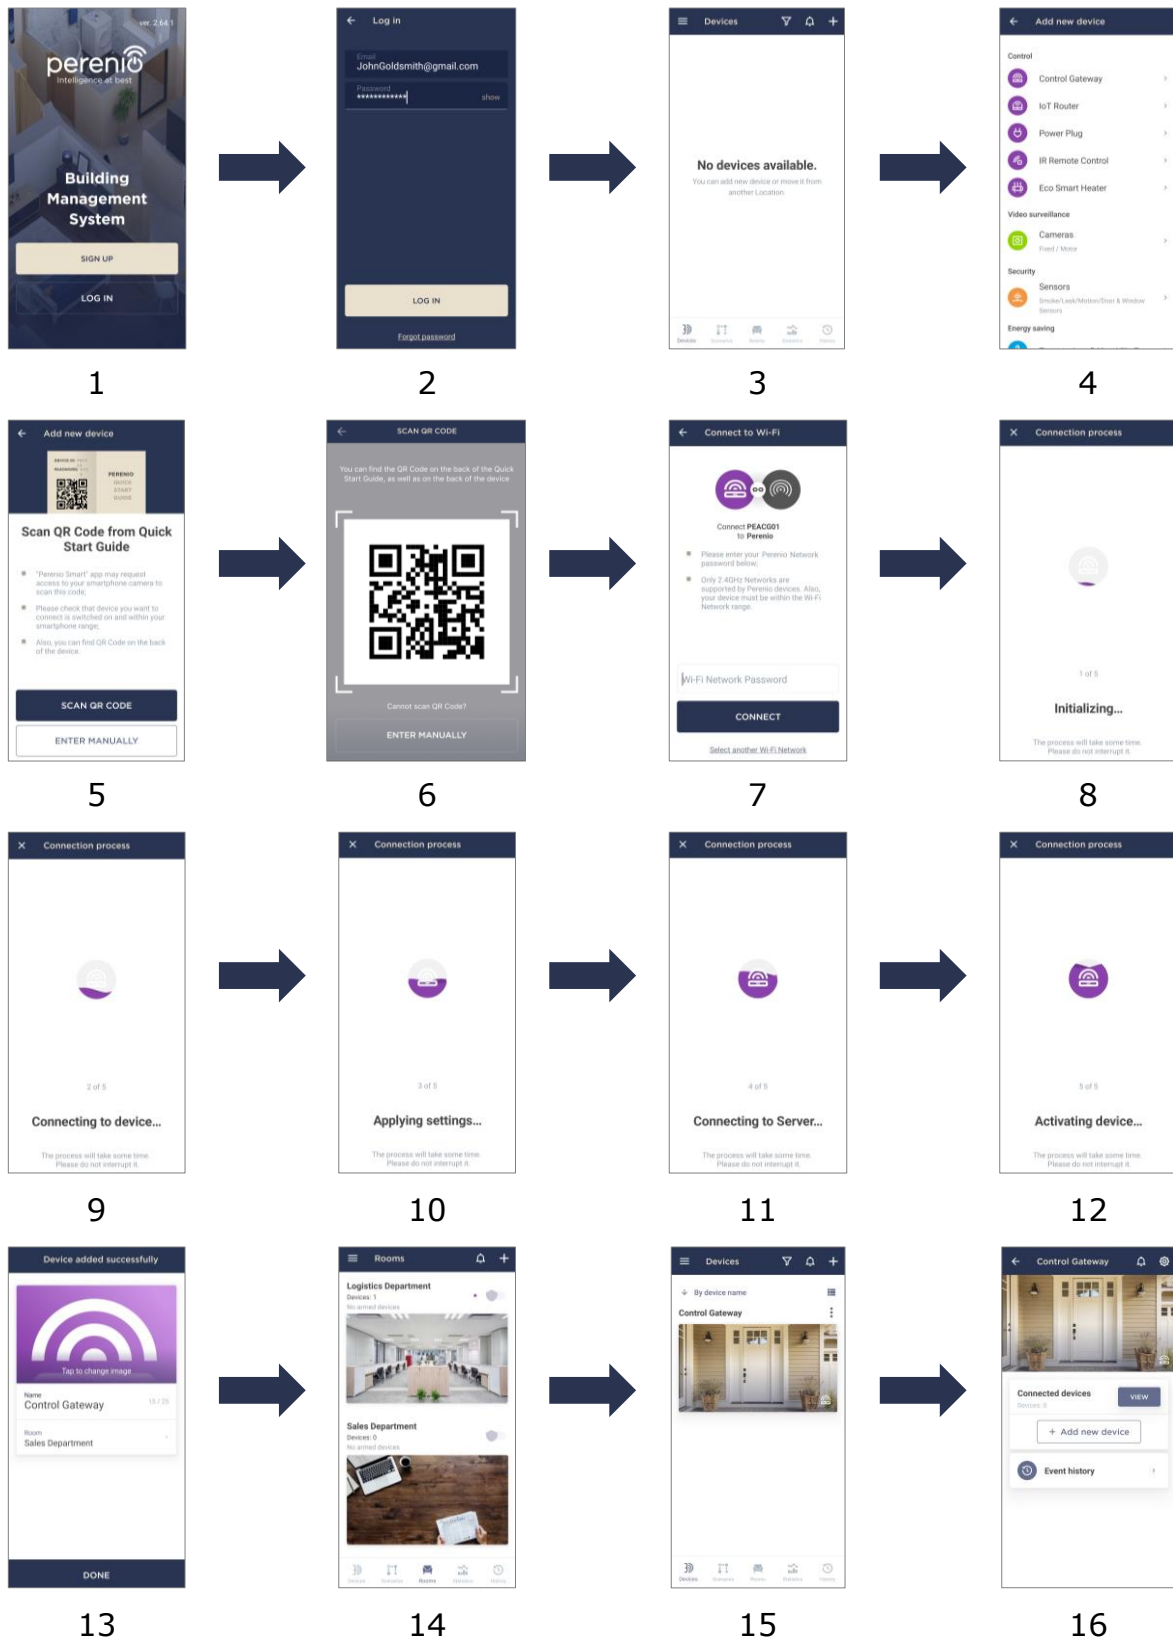 ver. 2.64.1
perenio
Intelligence at best
Building
Management
System
SIGN UP
LOG IN
1
Log in
Email
JohnGoldsmith@gmail.com
Password
************
show
LOG IN
Forgot password
2
Devices
No devices available.
You can add new device or move it from
another Location.
Devices
Scenarios
Rooms
Statistics
History
3
Add new device
Control
Control Gateway
IoT Router
Power Plug
IR Remote Control
Eco Smart Heater
Video surveillance
Cameras
Fixed / Motor
Security
Sensors
Smoke/Leak/Motion/Door & Window
Sensors
Energy saving
4
Add new device
PERENIO
QUICK
START
GUIDE
Scan QR Code from Quick
Start Guide
"Perenio Smart" app may request
access to your smartphone camera to
scan this code;
Please check that device you want to
connect is switched on and within your
smartphone range;
Also, you can find QR Code on the back
of the device.
SCAN QR CODE
ENTER MANUALLY
5
SCAN QR CODE
You can find the QR Code on the back of the Quick
Start Guide, as well as on the back of the device
Cannot scan QR Code?
ENTER MANUALLY
6
Connect to Wi-Fi
Connect PEACG01
to Perenio
Please enter your Perenio Network
password below;
Only 2.4GHz Networks are
supported by Perenio devices. Also,
your device must be within the Wi-Fi
Network range.
Wi-Fi Network Password
CONNECT
Select another Wi-Fi Network
7
Connection process
1 of 5
Initializing...
The process will take some time.
Please do not interrupt it.
8
Connection process
2 of 5
Connecting to device...
The process will take some time.
Please do not interrupt it.
9
Connection process
3 of 5
Applying settings...
The process will take some time.
Please do not interrupt it.
10
Connection process
4 of 5
Connecting to Server...
The process will take some time.
Please do not interrupt it.
11
Connection process
5 of 5
Activating device...
The process will take some time.
Please do not interrupt it.
12
Device added successfully
Tap to change image
Name
Control Gateway
15 / 25
Room
Sales Department
DONE
13
Rooms
Logistics Department
Devices: 1
No armed devices
Sales Department
Devices: 0
No armed devices
Devices
Scenarios
Rooms
Statistics
History
14
Devices
By device name
Control Gateway
Devices
Scenarios
Rooms
Statistics
History
15
Control Gateway
Connected devices
Devices: 0
VIEW
+ Add new device
Event history
16